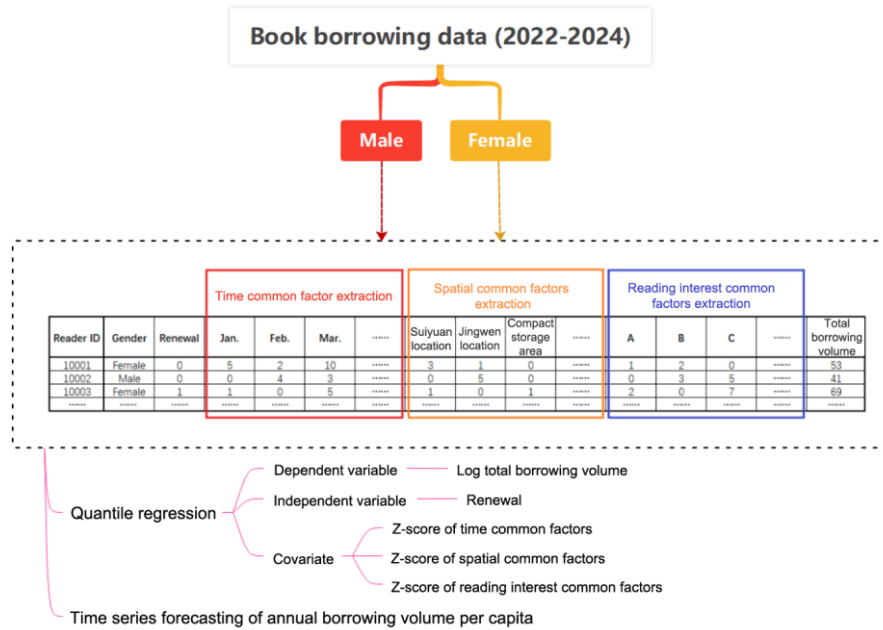 Book borrowing data (2022-2024)
Male Female
Time common factor extraction
Spatial common factors
extraction
Reading interest common
factors extraction
Reader ID Gender Renewal Jan. Feb. Mar. ······ Suiyuan location Jingwen location Compact storage area ······ A B C ······ Total borrowing volume
10001 Female 0 5 2 10 ······ 3 1 0 ······ 1 2 0 ······ 53
10002 Male 0 0 4 3 ······ 0 5 0 ······ 0 3 5 ······ 41
10003 Female 1 1 0 5 ······ 1 0 1 ······ 2 0 7 ······ 69
······ ······ ······ ······ ······ ······ ······ ······ ······ ······ ······ ······ ······ ······ ······ ······
Quantile regression
Dependent variable Log total borrowing volume
Independent variable Renewal
Covariate
Z-score of time common factors
Z-score of spatial common factors
Z-score of reading interest common factors
Time series forecasting of annual borrowing volume per capita